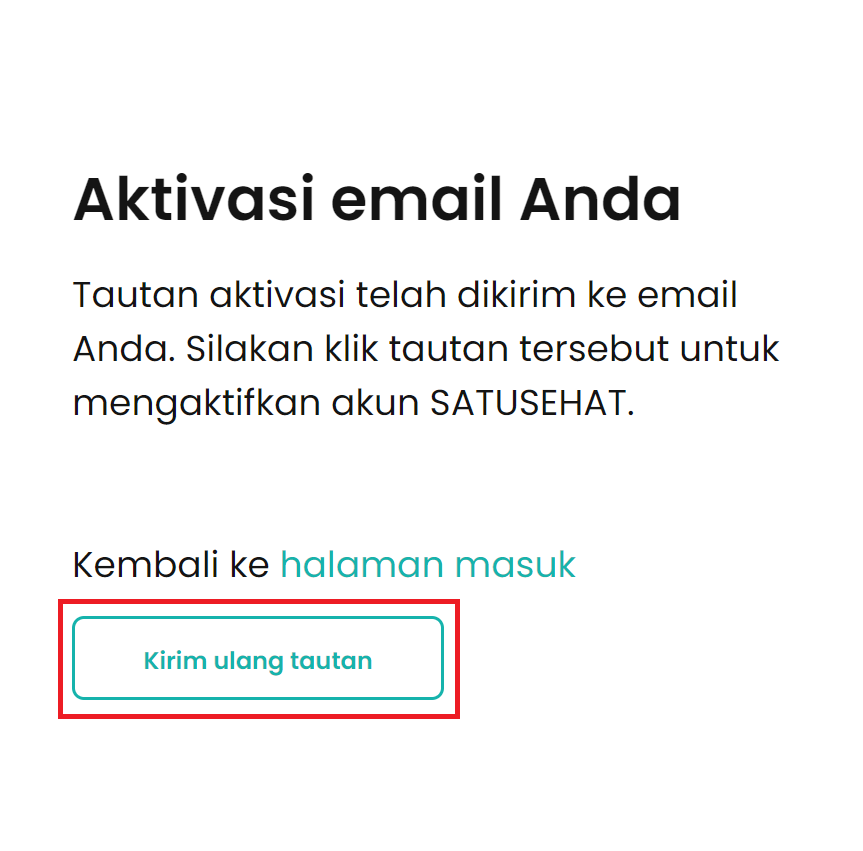 Aktivasi email Anda
Tautan aktivasi telah dikirim ke email
Anda. Silakan klik tautan tersebut untuk
mengaktifkan akun SATUSEHAT.
Kembali ke halaman masuk
Kirim ulang tautan